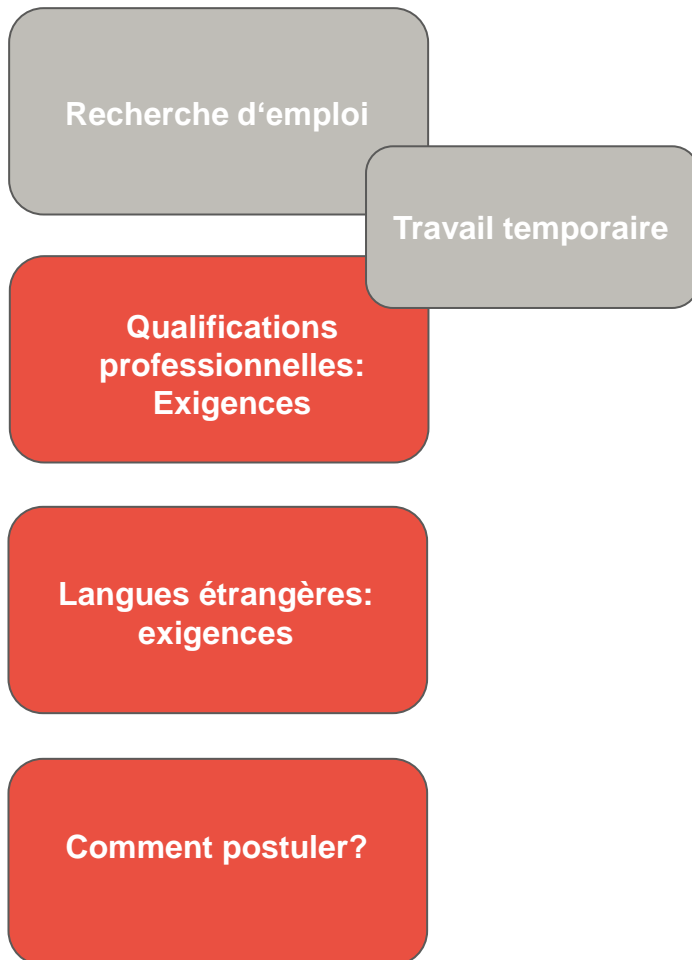 Recherche d‘emploi
Travail temporaire
Qualifications
professionnelles:
Exigences
Langues étrangères:
exigences
Comment postuler?